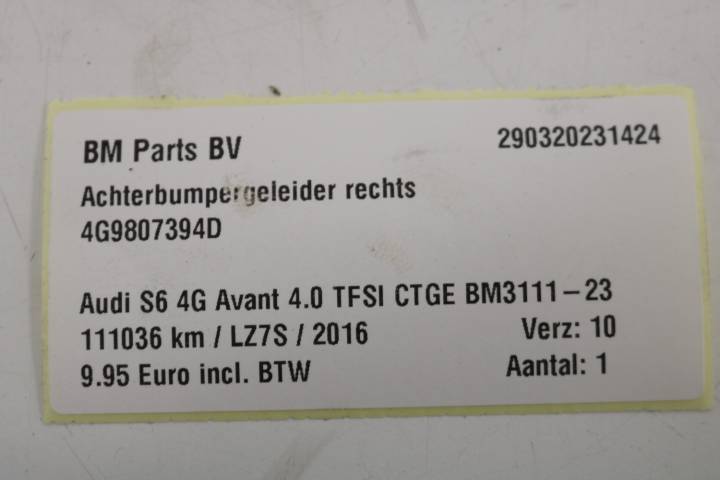 BM Parts BV 290320231424
Achterbumpergeleider rechts
4G9807394D
Audi S6 4G Avant 4.0 TFSI CTGE BM3111-23
111036 km / LZ7S / 2016 Verz: 10
9.95 Euro incl. BTW Aantal: 1